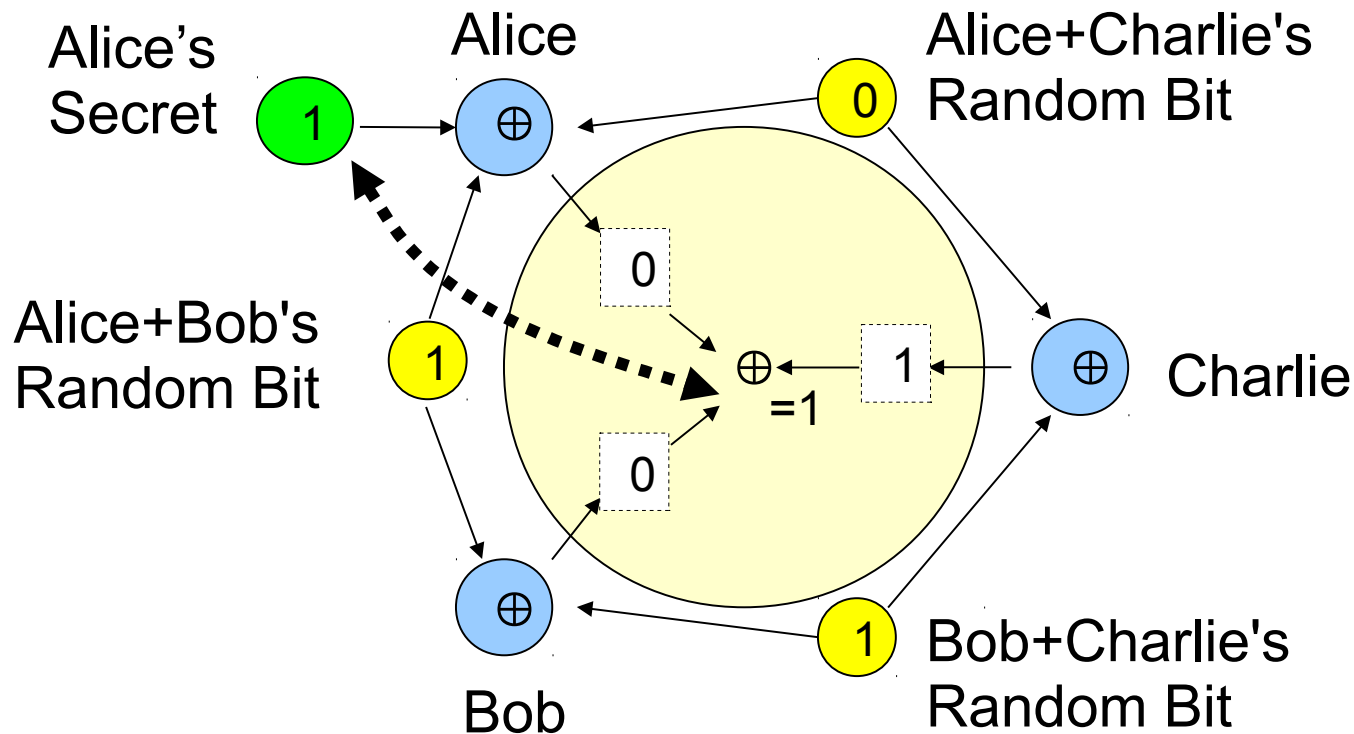 Alice’s
Secret
1
Alice
⊕
0
Alice+Charlie's
Random Bit
0
Alice+Bob's
Random Bit
1
⊕
=1
1
⊕
Charlie
0
⊕
Bob
1
Bob+Charlie's
Random Bit